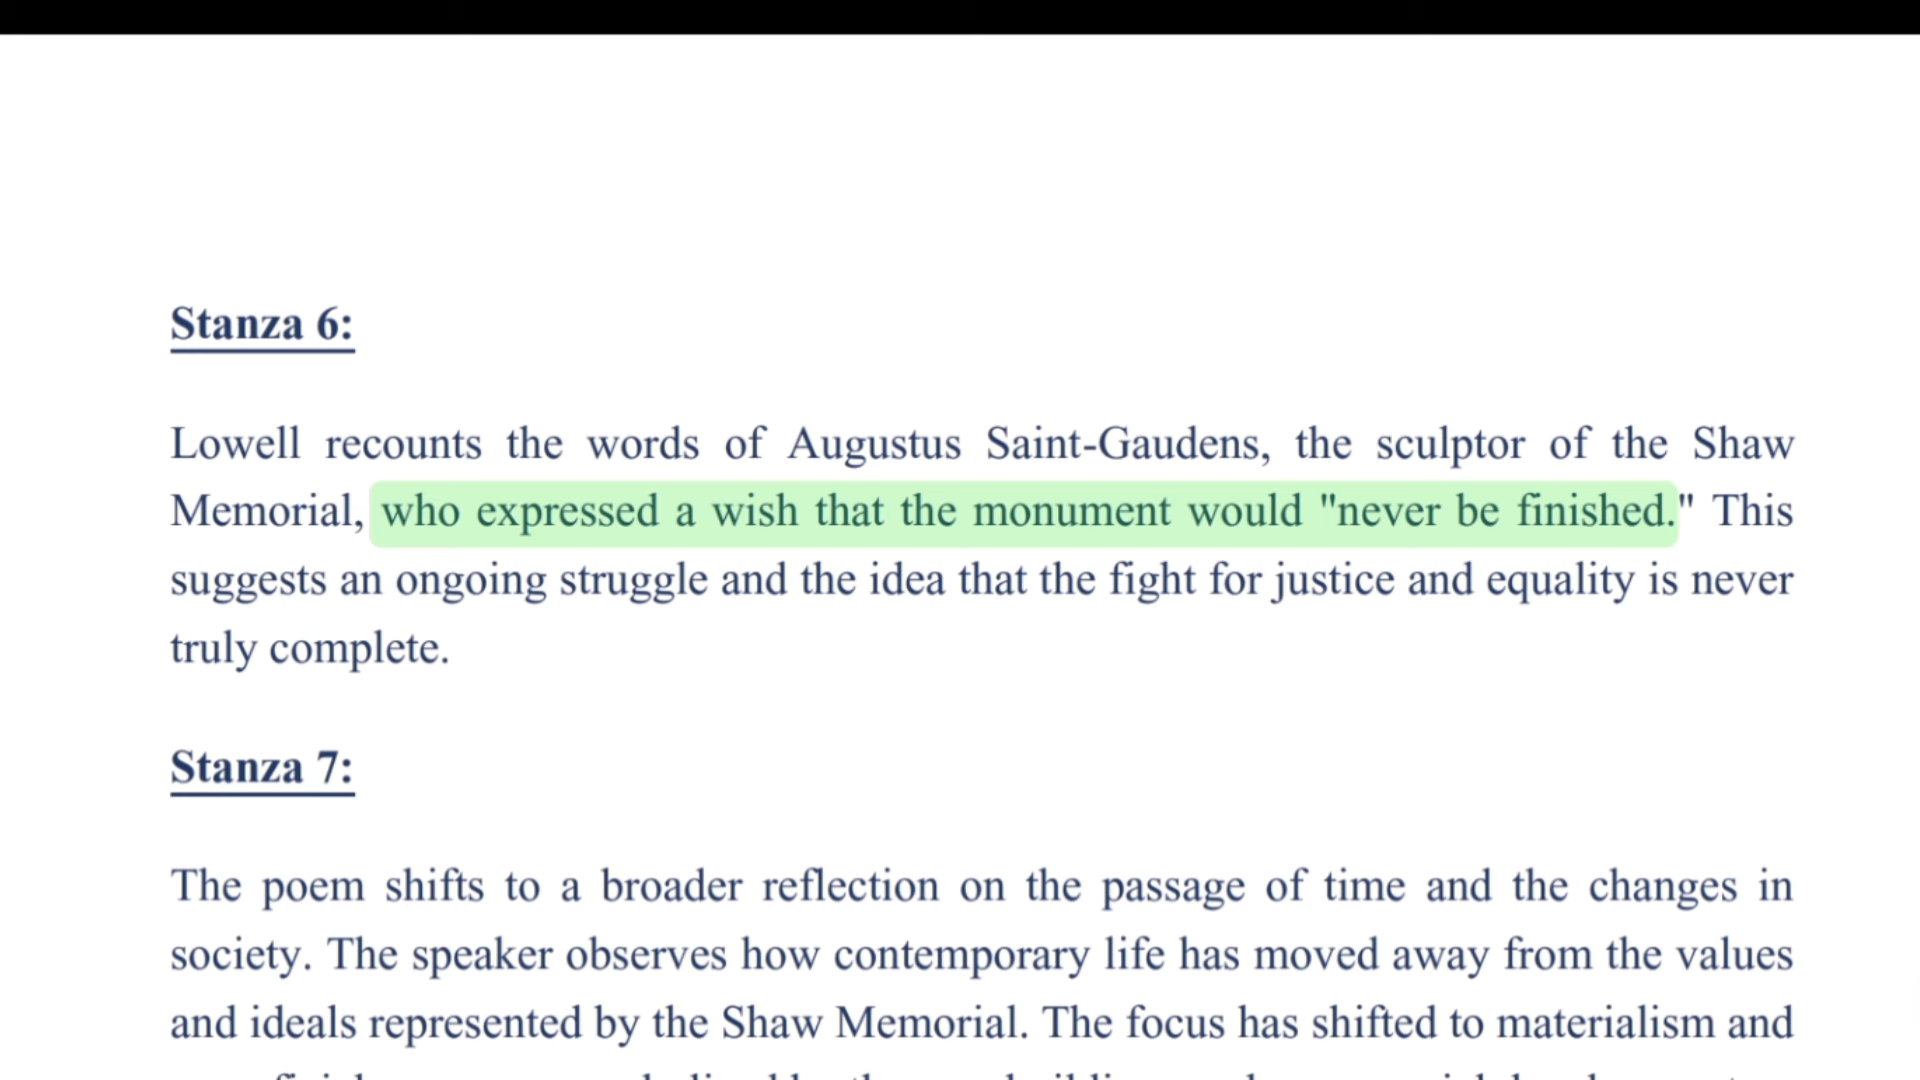 Stanza 6:
Lowell recounts the words of Augustus Saint-Gaudens, the sculptor of the Shaw
Memorial, who expressed a wish that the monument would "never be finished." This
suggests an ongoing struggle and the idea that the fight for justice and equality is never
truly complete.
Stanza 7:
The poem shifts to a broader reflection on the passage of time and the changes in
society. The speaker observes how contemporary life has moved away from the values
and ideals represented by the Shaw Memorial. The focus has shifted to materialism and